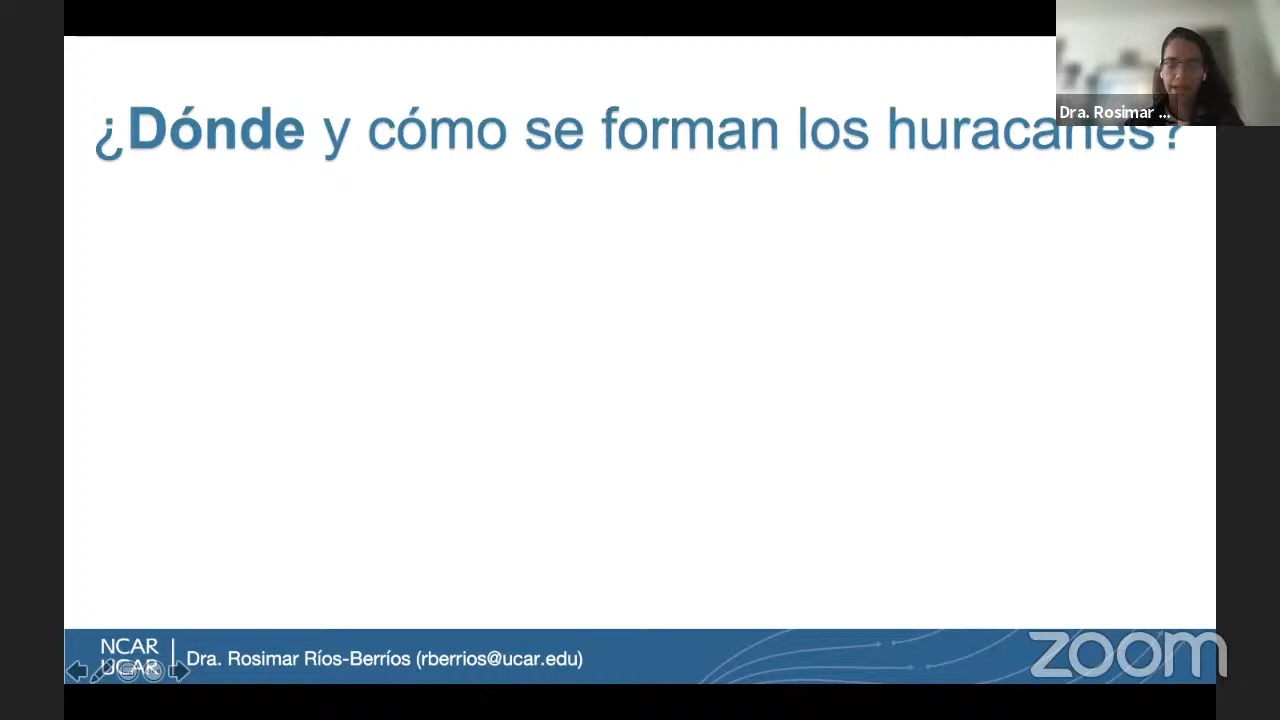 ¿Dónde y cómo se forman los huracanes?
Dra. Rosimar ...
NCAR
UCAR
Dra. Rosimar Ríos-Berríos (rberrios@ucar.edu)
zoom